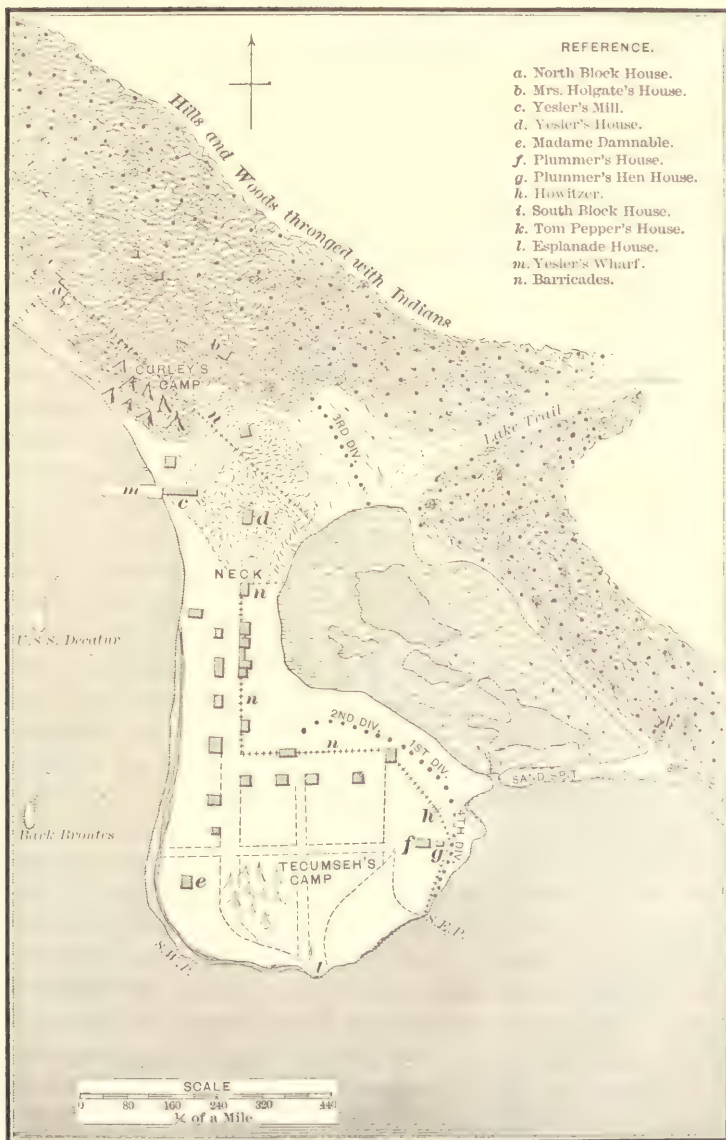 REFERENCE.
a. North Block House.
b. Mrs. Holgate's House.
c. Yesler's Mill.
d. Yesler's House.
e. Madame Damnable.
f. Plummer's House.
g. Plummer's Hen House.
h. Howitzer.
i. South Block House.
k. Tom Pepper's House.
l. Esplanade House.
m. Yesler's Wharf.
n. Barricades.
Hills and Woods thronged with Indians
a
b
CURLEY'S
CAMP
n
3RD DIV.
Lake Trail
m
c
d
NECK
n
U.S.S. Decatur
n
2ND DIV.
n
1ST DIV.
k
SAND SPIT
h
4TH DIV.
Bark Brontes
f
g
TECUMSEH'S
CAMP
e
S.E.P.
S.W.P.
l
SCALE
0 80 160 240 320 440
¼ of a Mile